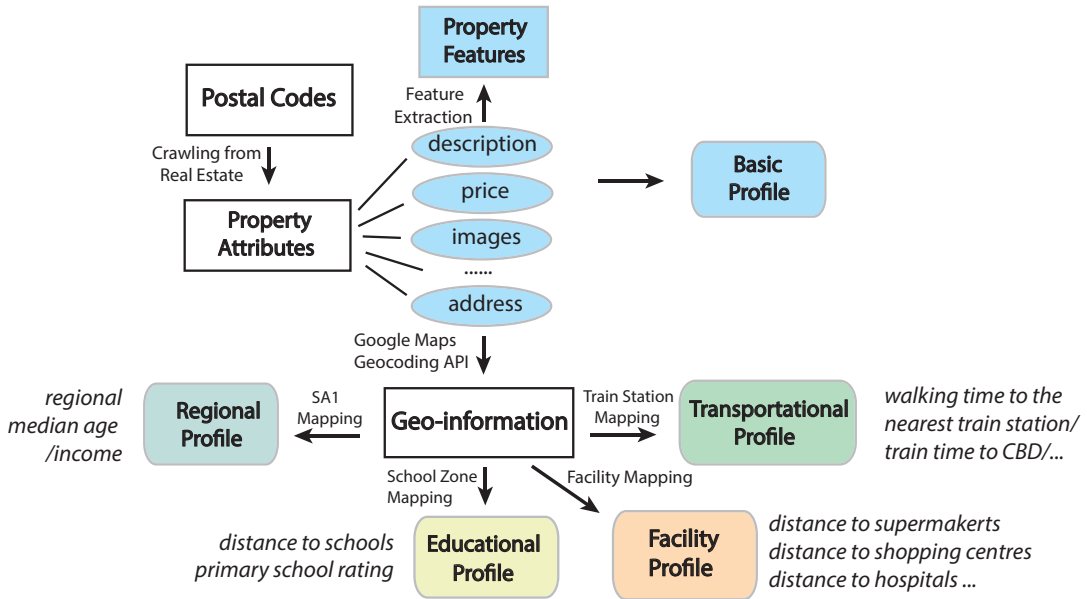 Property
Features
Postal Codes
Feature
Extraction
description
Crawling from
Real Estate
Basic
Profile
price
Property
Attributes
images
......
address
Google Maps
Geocoding API
regional
median age
/income
Regional
Profile
SA1
Mapping
Geo-information
Train Station
Mapping
Transportational
Profile
walking time to the
nearest train station/
train time to CBD/...
School Zone
Mapping
Facility Mapping
distance to schools
primary school rating
Educational
Profile
Facility
Profile
distance to supermakerts
distance to shopping centres
distance to hospitals ...